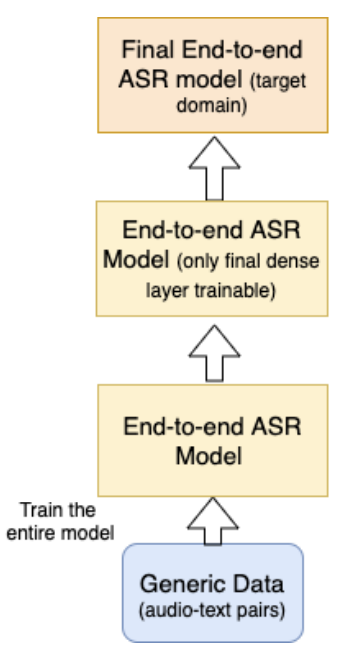 Final End-to-end
ASR model (target
domain)
End-to-end ASR
Model (only final dense
layer trainable)
End-to-end ASR
Model
Train the
entire model
Generic Data
(audio-text pairs)